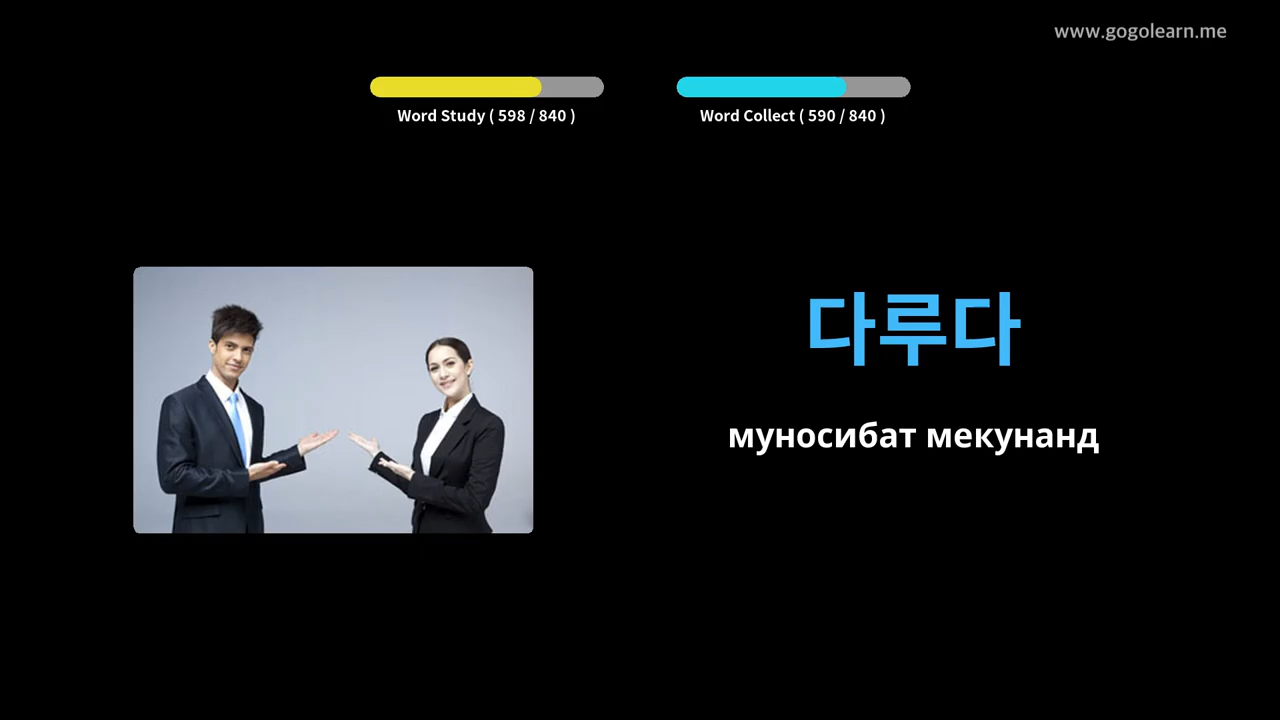 www.gogolearn.me
Word Study ( 598 / 840 )
Word Collect ( 590 / 840 )
다루다
муносибат мекунанд